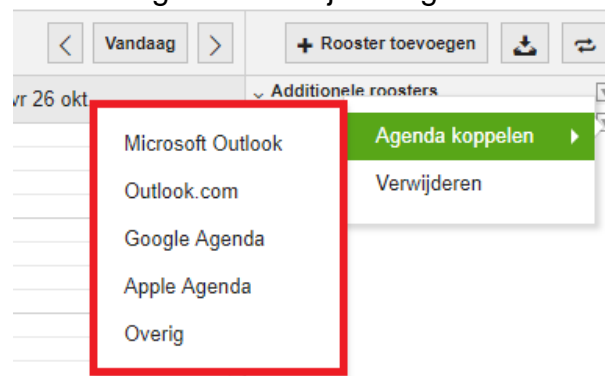 Vandaag
+ Rooster toevoegen
vr 26 okt
Additionele roosters
Microsoft Outlook
Outlook.com
Google Agenda
Apple Agenda
Overig
Agenda koppelen
Verwijderen